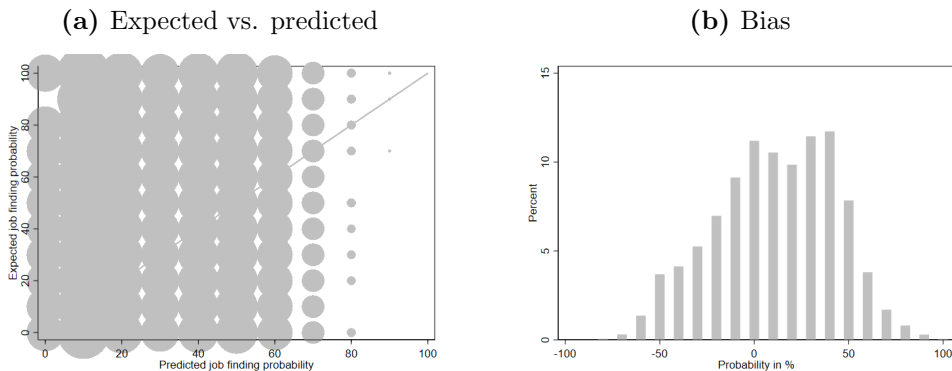 (a) Expected vs. predicted
Expected job finding probability
100
80
60
40
20
0
0 20 40 60 80 100
Predicted job finding probability
(b) Bias
Percent
15
10
5
0
-100 -50 0 50 100
Probability in %